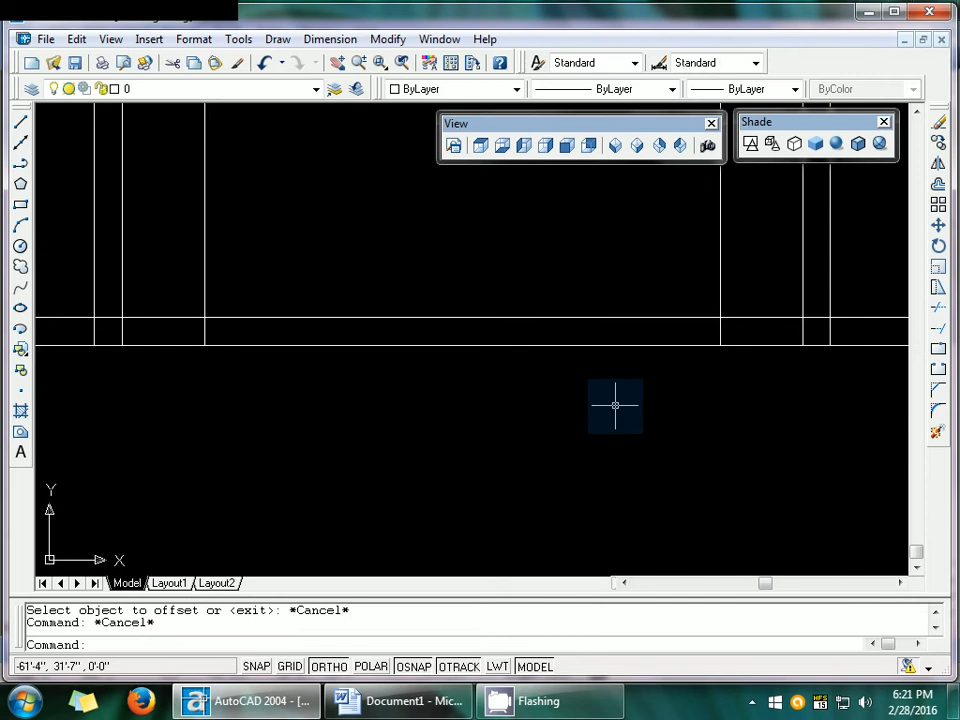 File Edit View Insert Format Tools Draw Dimension Modify Window Help
Standard Standard
0 ByLayer ByLayer ByLayer ByColor
View Shade
A
Y
X
Model Layout1 Layout2
Select object to offset or <exit>: *Cancel*
Command: *Cancel*
Command:
-61'-4", 31'-7", 0'-0" SNAP GRID ORTHO POLAR OSNAP OTRACK LWT MODEL
AutoCAD 2004 - [... Document1 - Mic... Flashing
6:21 PM
2/28/2016